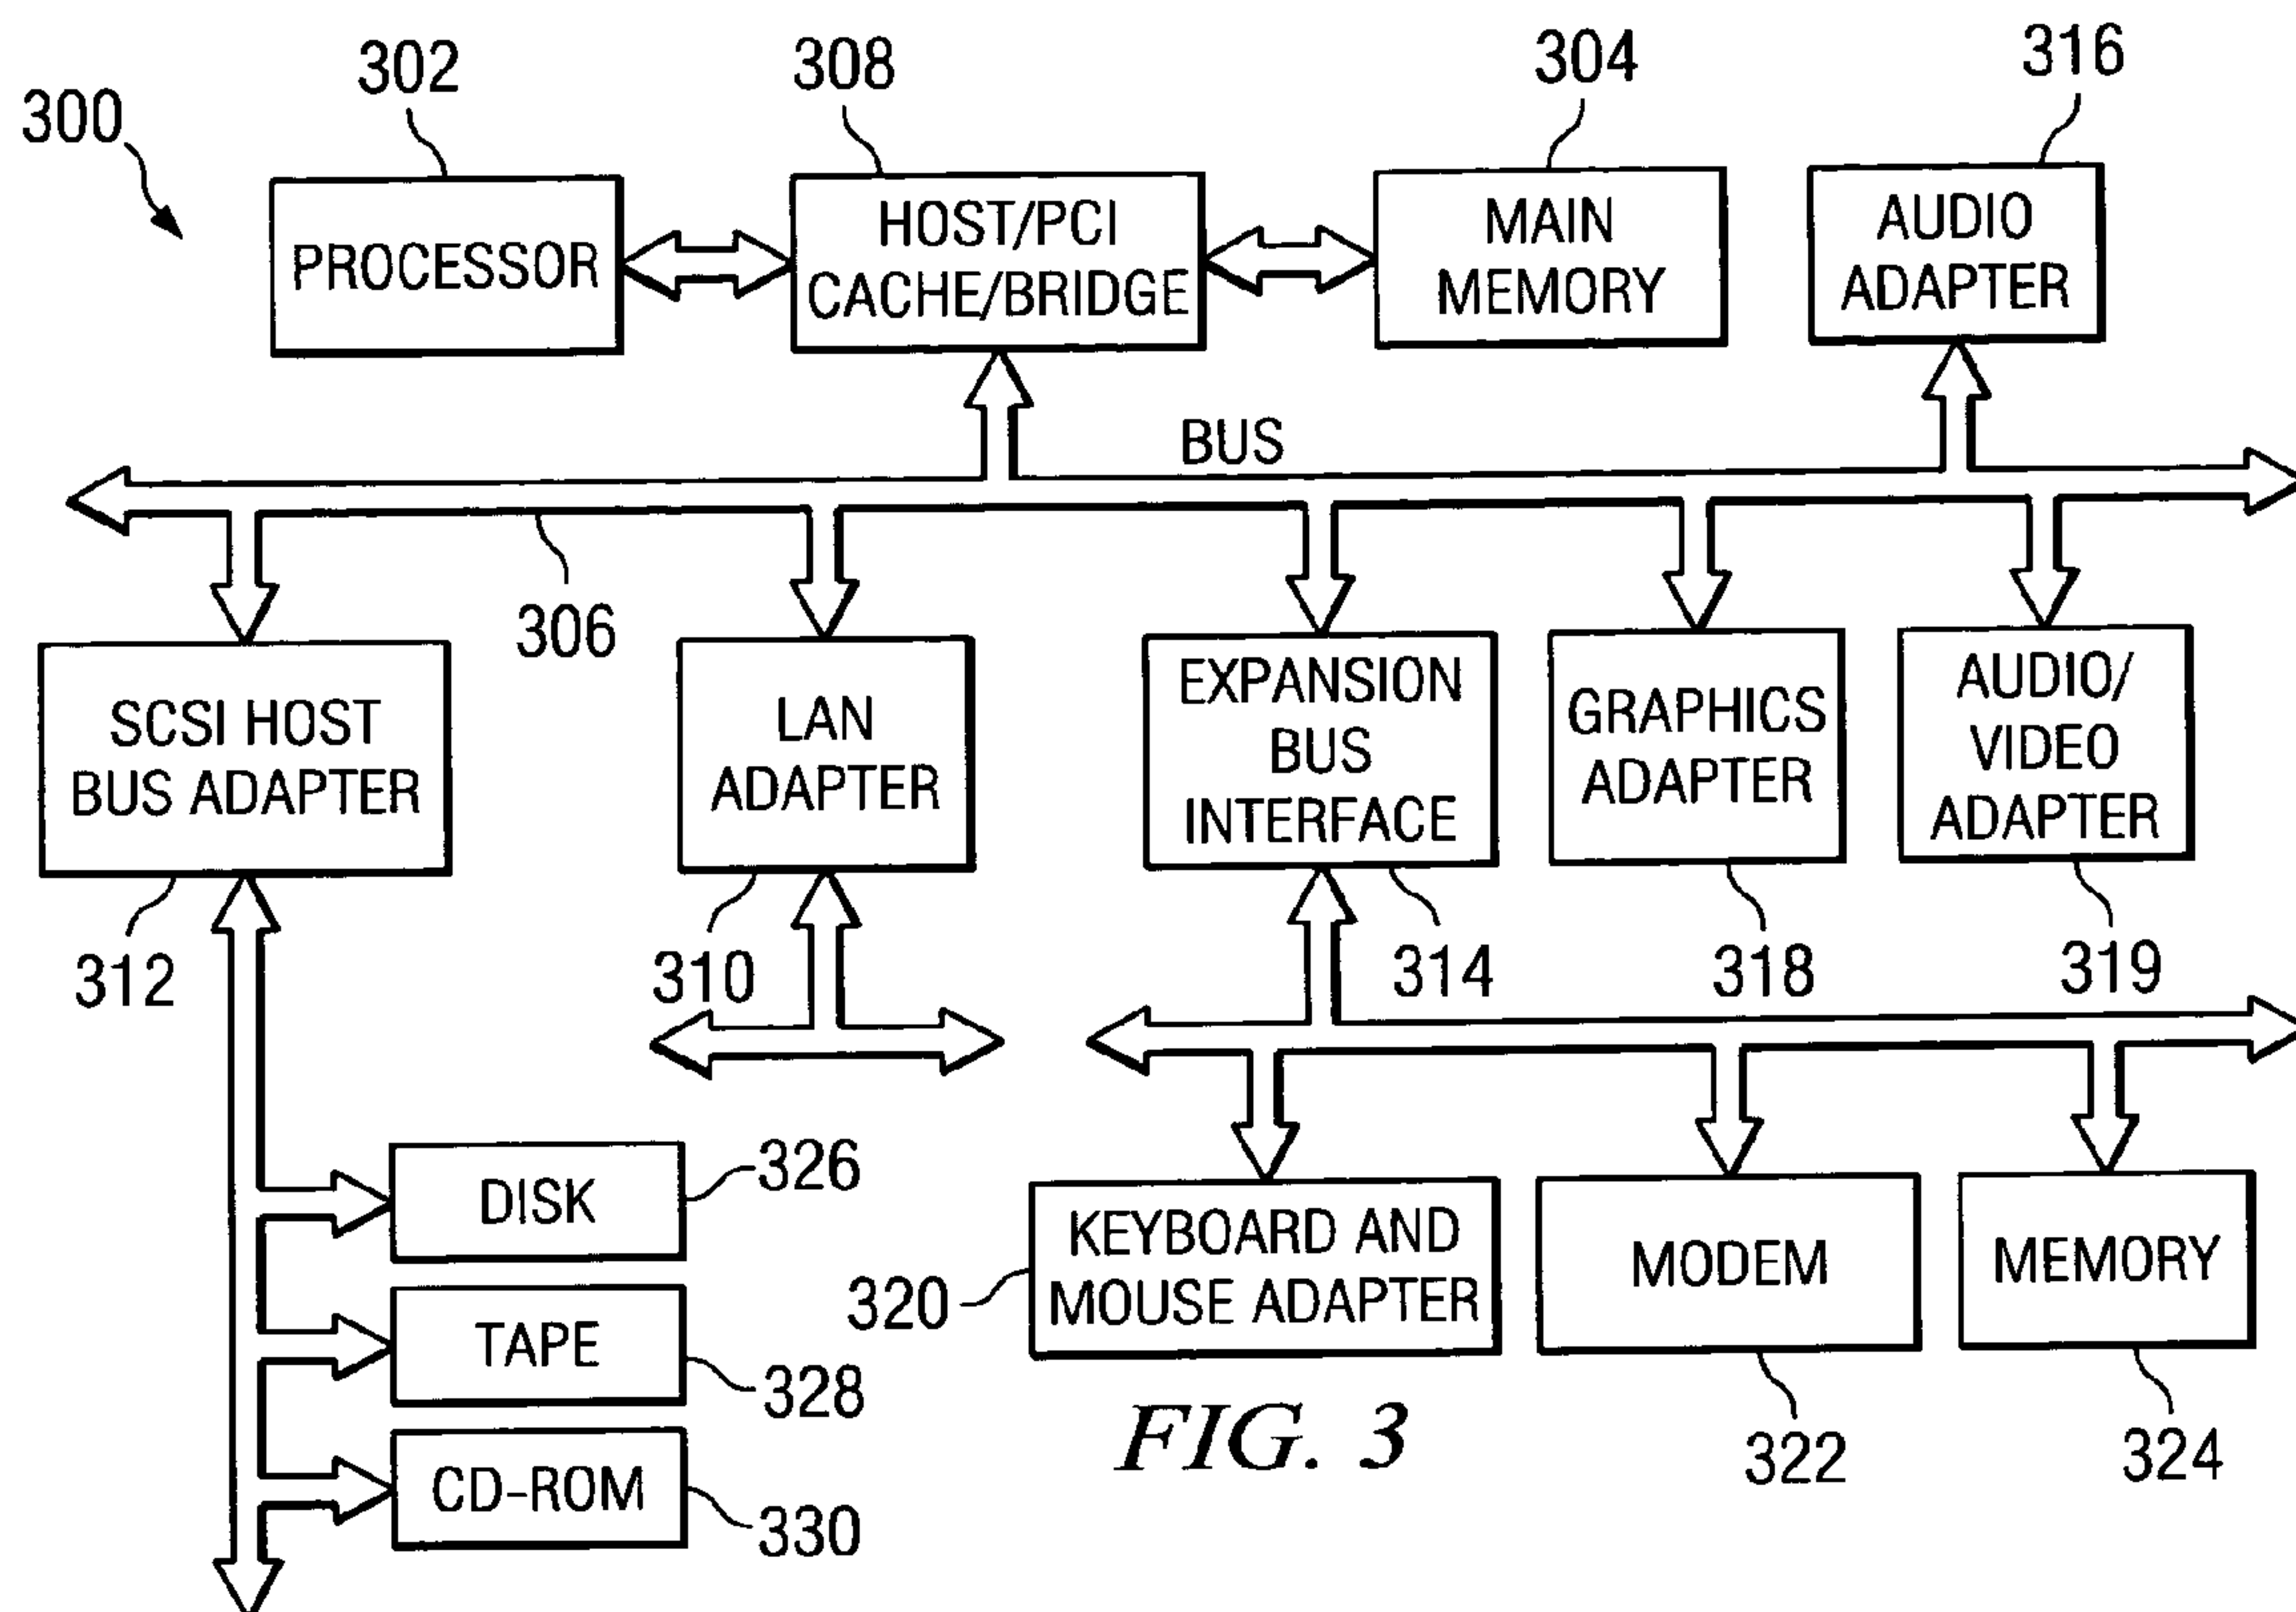 300
302
308
304
316
PROCESSOR
HOST/PCI
CACHE/BRIDGE
MAIN
MEMORY
AUDIO
ADAPTER
BUS
306
SCSI HOST
BUS ADAPTER
LAN
ADAPTER
EXPANSION
BUS
INTERFACE
GRAPHICS
ADAPTER
AUDIO/
VIDEO
ADAPTER
312
310
314
318
319
DISK
326
TAPE
328
CD-ROM
330
320
KEYBOARD AND
MOUSE ADAPTER
MODEM
MEMORY
322
324
FIG. 3